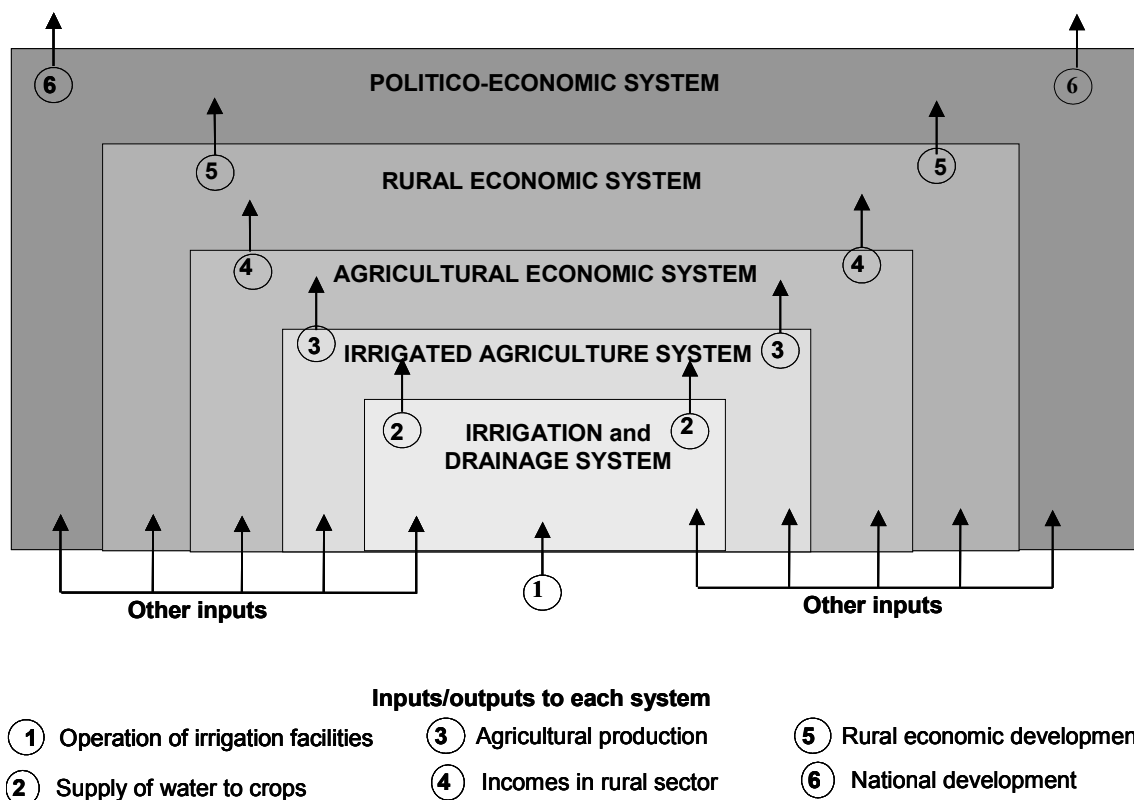 6
POLITICO-ECONOMIC SYSTEM
6
5
RURAL ECONOMIC SYSTEM
5
4
AGRICULTURAL ECONOMIC SYSTEM
4
3
IRRIGATED AGRICULTURE SYSTEM
3
2
IRRIGATION and
DRAINAGE SYSTEM
2
Other inputs
1
Other inputs
Inputs/outputs to each system
1 Operation of irrigation facilities
3 Agricultural production
5 Rural economic developmen
2 Supply of water to crops
4 Incomes in rural sector
6 National development